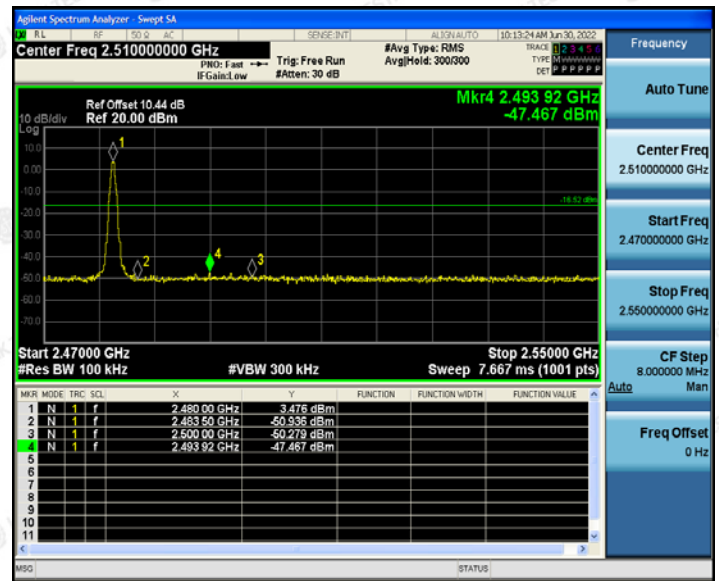 Agilent Spectrum Analyzer - Swept SA
RL RF 50 Ω AC SENSE:INT ALIGN AUTO 10:13:24 AM Jun 30, 2022
Center Freq 2.510000000 GHz #Avg Type: RMS TRACE 1 2 3 4 5 6
PNO: Fast Trig: Free Run Avg|Hold: 300/300 TYPE M W W W W W
IFGain:Low #Atten: 30 dB DET P P P P P P
Frequency
Auto Tune
Center Freq
2.510000000 GHz
Start Freq
2.470000000 GHz
Stop Freq
2.550000000 GHz
CF Step
8.000000 MHz
Auto Man
Freq Offset
0 Hz
Mkr4 2.493 92 GHz
-47.467 dBm
Ref Offset 10.44 dB
10 dB/div Ref 20.00 dBm
Log
10.0
0.00
-10.0
-20.0
-30.0
-40.0
-50.0
-60.0
-70.0
1
2
4
3
-16.52 dBm
Start 2.47000 GHz Stop 2.55000 GHz
#Res BW 100 kHz #VBW 300 kHz Sweep 7.667 ms (1001 pts)
MKR MODE TRC SCL X Y FUNCTION FUNCTION WIDTH FUNCTION VALUE
1 N 1 f 2.480 00 GHz 3.476 dBm
2 N 1 f 2.483 50 GHz -50.936 dBm
3 N 1 f 2.500 00 GHz -50.279 dBm
4 N 1 f 2.493 92 GHz -47.467 dBm
5
6
7
8
9
10
11
MSG STATUS